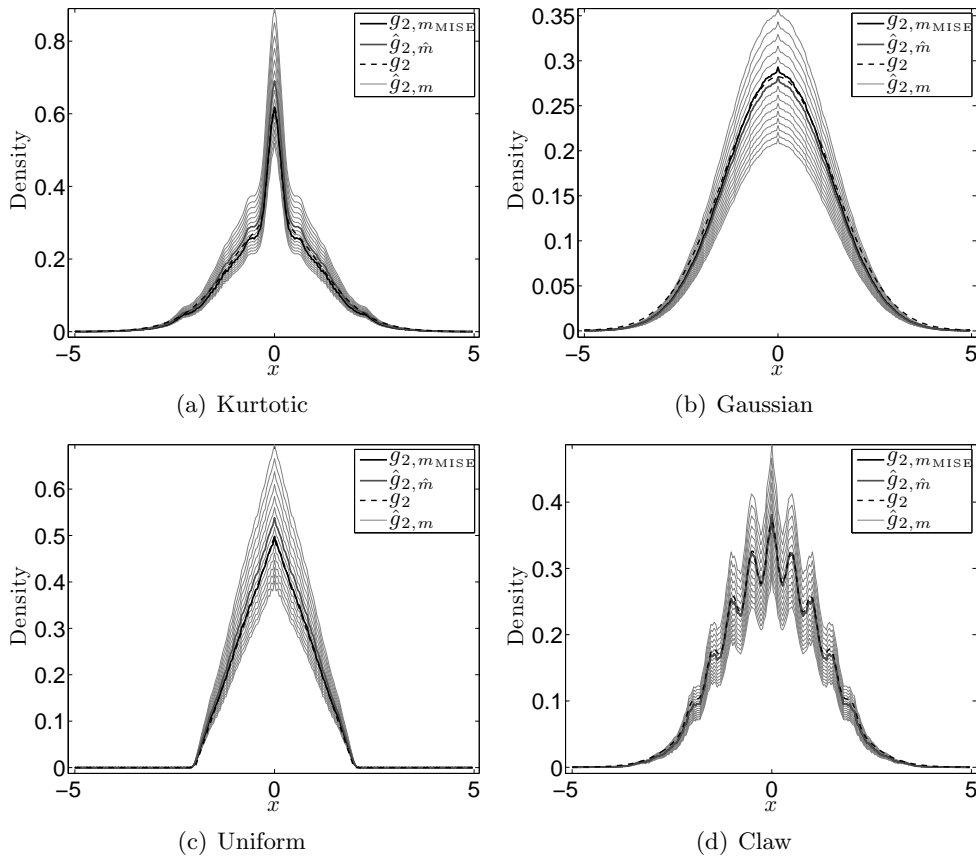 0.8
0.6
0.4
0.2
0
−5
0
5
Density
x
g₂,m_MISE
ĝ₂,m̂
g₂
ĝ₂,m
(a) Kurtotic
0.35
0.3
0.25
0.2
0.15
0.1
0.05
0
−5
0
5
Density
x
g₂,m_MISE
ĝ₂,m̂
g₂
ĝ₂,m
(b) Gaussian
0.6
0.5
0.4
0.3
0.2
0.1
0
−5
0
5
Density
x
g₂,m_MISE
ĝ₂,m̂
g₂
ĝ₂,m
(c) Uniform
0.4
0.3
0.2
0.1
0
−5
0
5
Density
x
g₂,m_MISE
ĝ₂,m̂
g₂
ĝ₂,m
(d) Claw